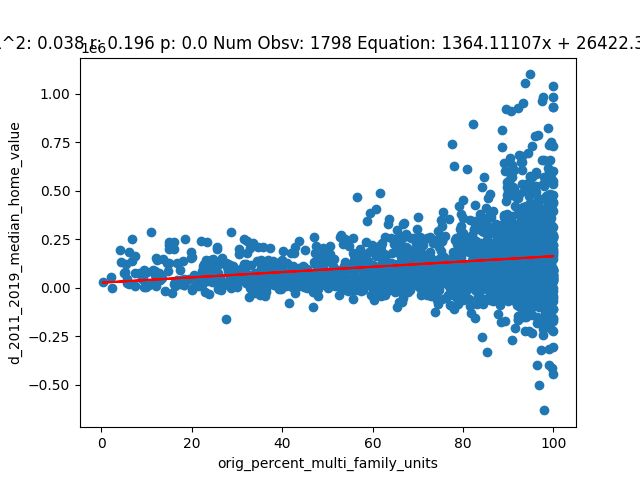 ^2: 0.038 r: 0.196 p: 0.0 Num Obsv: 1798 Equation: 1364.11107x + 26422.3
1e6
1.00
0.75
0.50
0.25
0.00
−0.25
−0.50
d_2011_2019_median_home_value
0 20 40 60 80 100
orig_percent_multi_family_units